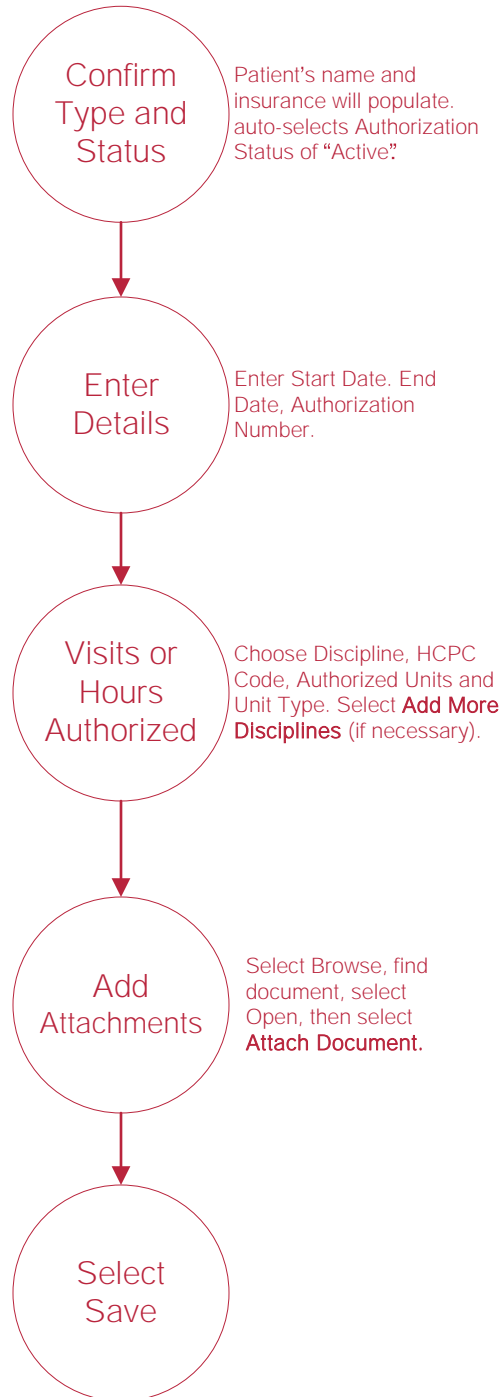 Confirm
Type and
Status
Patient’s name and
insurance will populate.
auto-selects Authorization
Status of “Active”.
Enter
Details
Enter Start Date. End
Date, Authorization
Number.
Visits or
Hours
Authorized
Choose Discipline, HCPC
Code, Authorized Units and
Unit Type. Select Add More
Disciplines (if necessary).
Add
Attachments
Select Browse, find
document, select
Open, then select
Attach Document.
Select
Save